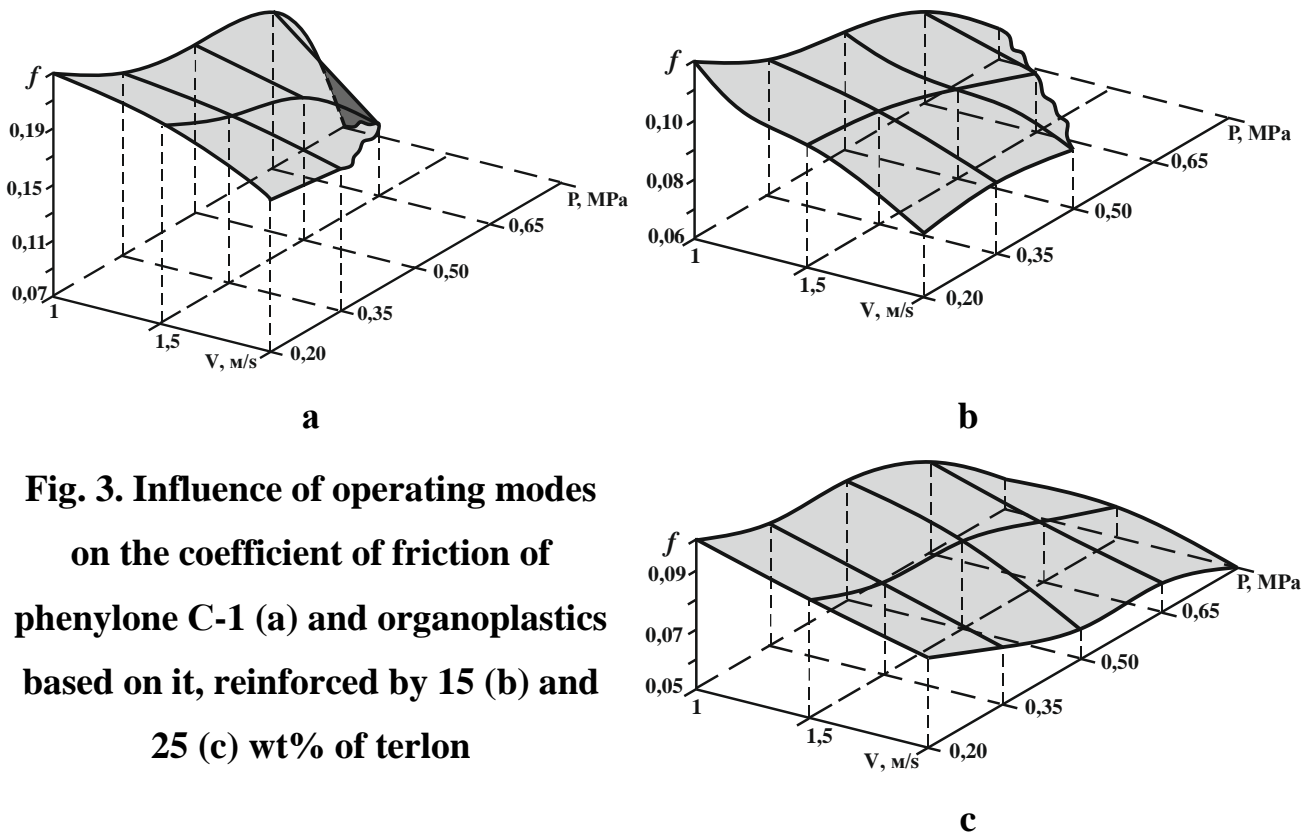 f
0,19
0,15
0,11
0,07
1
1,5
V, м/s
0,20
0,35
0,50
0,65
P, MPa
a
f
0,10
0,08
0,06
1
1,5
V, м/s
0,20
0,35
0,50
0,65
P, MPa
b
Fig. 3. Influence of operating modes
on the coefficient of friction of
phenylone C-1 (a) and organoplastics
based on it, reinforced by 15 (b) and
25 (c) wt% of terlon
f
0,09
0,07
0,05
1
1,5
V, м/s
0,20
0,35
0,50
0,65
P, MPa
c